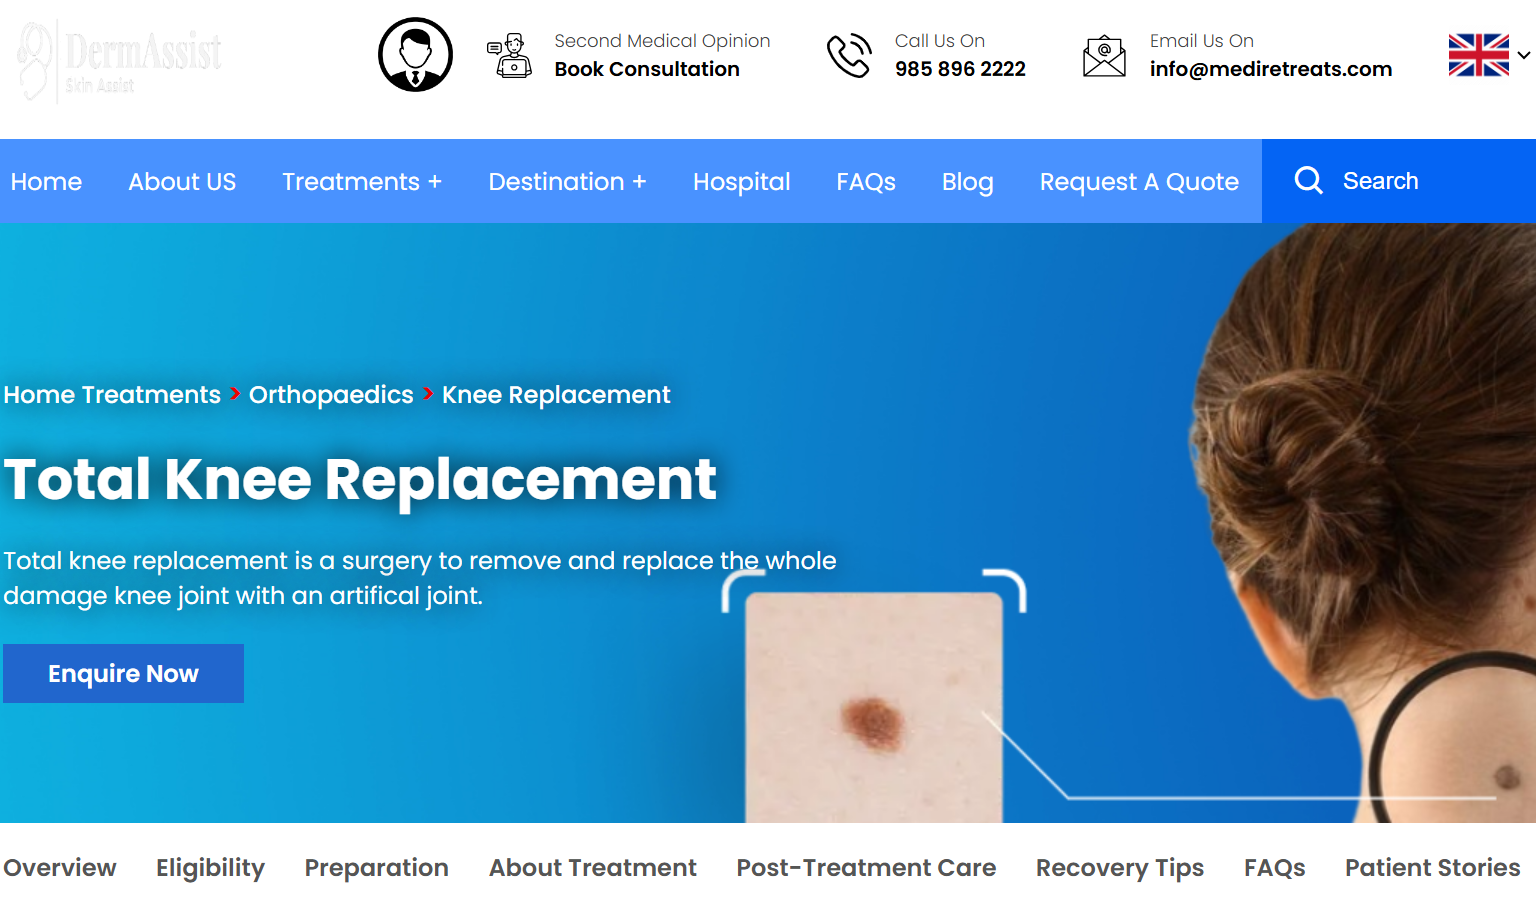 DermAssist
Skin Assist
Second Medical Opinion
Book Consultation
Call Us On
985 896 2222
Email Us On
info@mediretreats.com
Home About US Treatments + Destination + Hospital FAQs Blog Request A Quote Search
Home Treatments > Orthopaedics > Knee Replacement
Total Knee Replacement
Total knee replacement is a surgery to remove and replace the whole
damage knee joint with an artifical joint.
Enquire Now
Overview Eligibility Preparation About Treatment Post-Treatment Care Recovery Tips FAQs Patient Stories